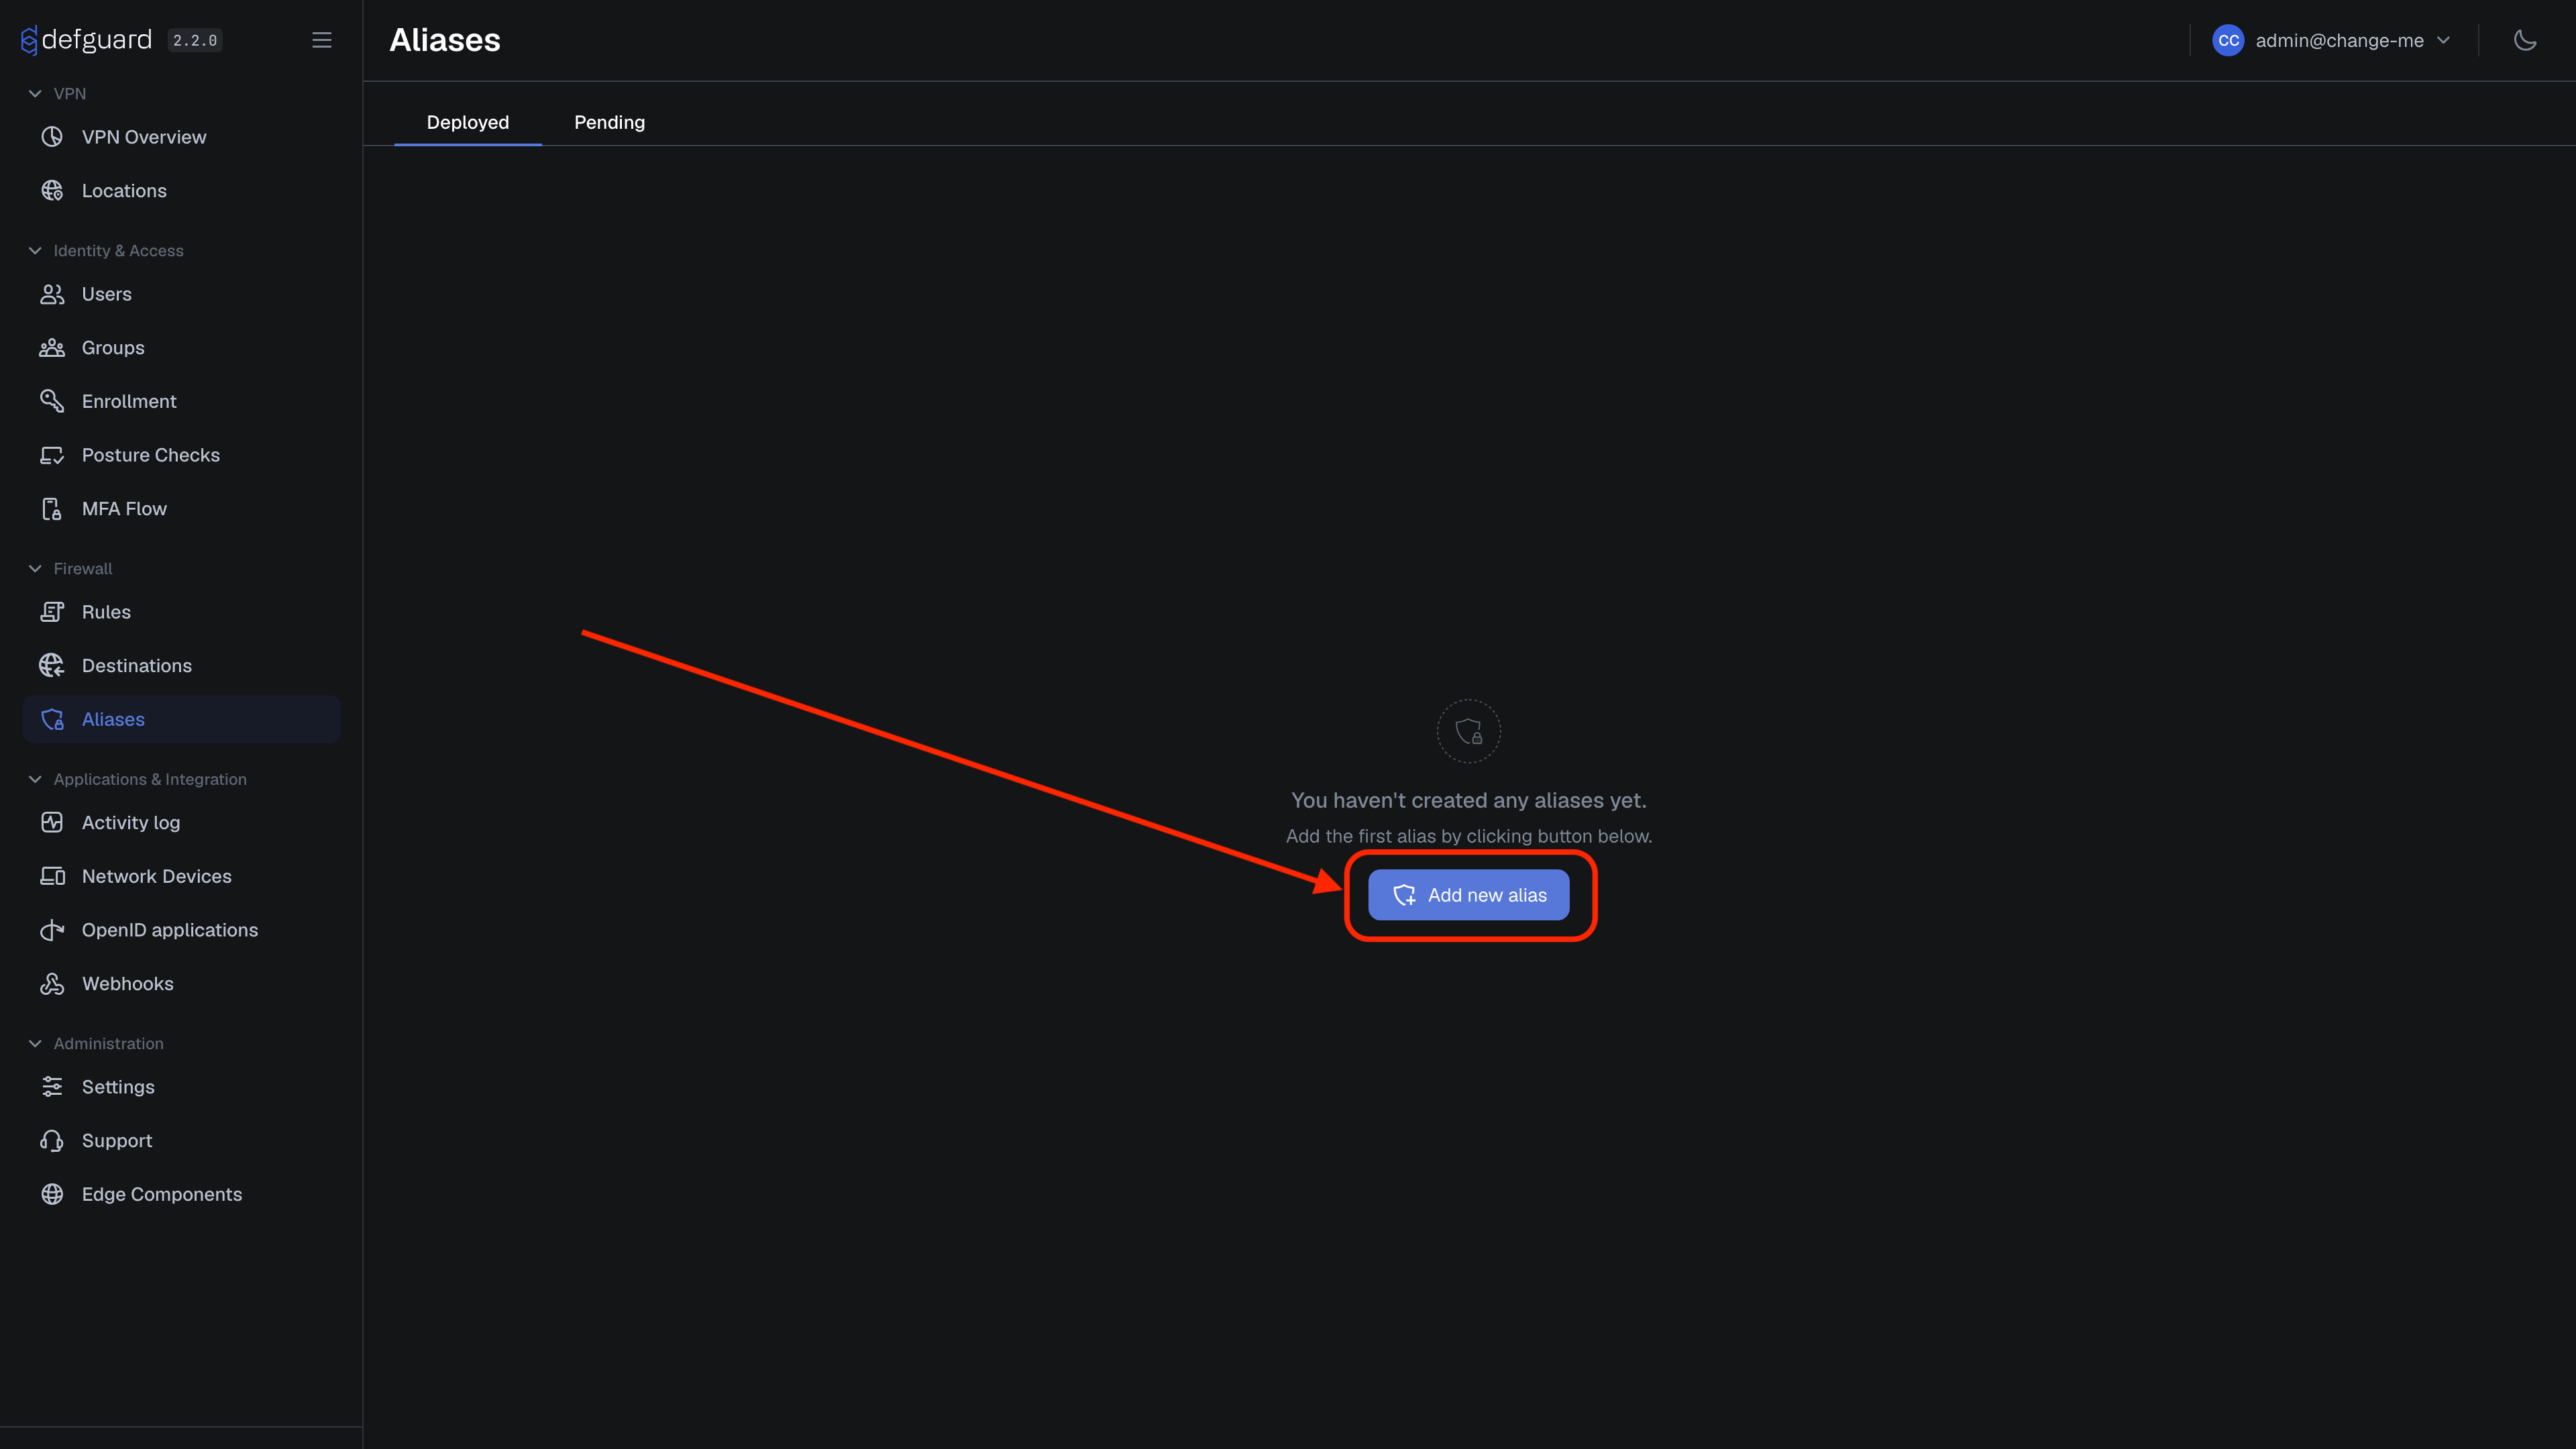 defguard 2.2.0
Aliases
CC admin@change-me
VPN
VPN Overview
Locations
Identity & Access
Users
Groups
Enrollment
Posture Checks
MFA Flow
Firewall
Rules
Destinations
Aliases
Applications & Integration
Activity log
Network Devices
OpenID applications
Webhooks
Administration
Settings
Support
Edge Components
Deployed Pending
You haven't created any aliases yet.
Add the first alias by clicking button below.
Add new alias